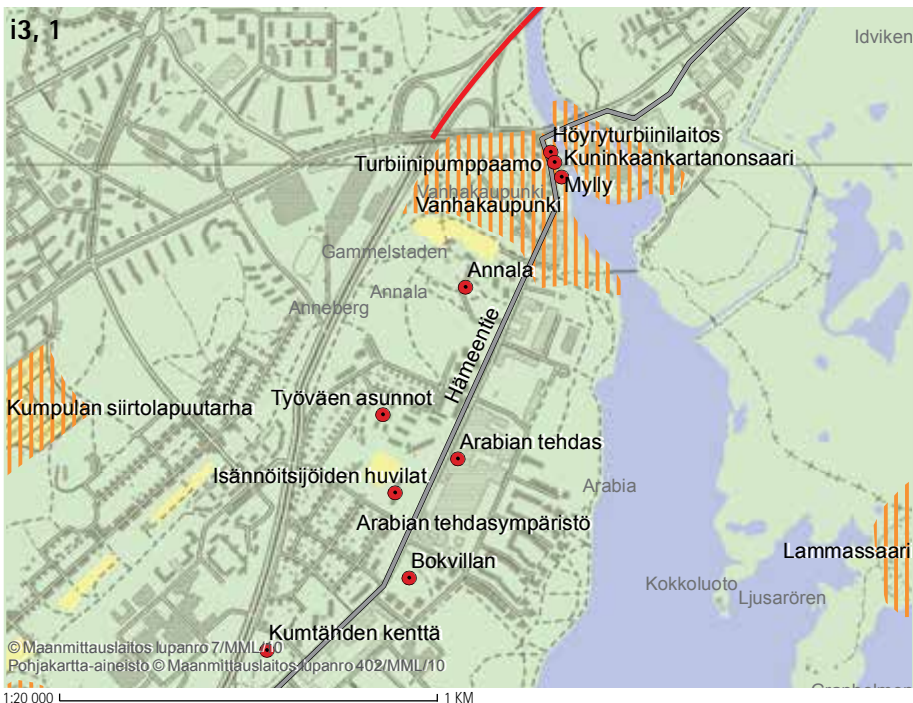 i3, 1
Idviken
Höyryturbiinilaitos
Turbiinipumppaamo
Kuninkaankartanonsaari
Mylly
Vanhakaupunki
Vanhakaupunki
Gammelstaden
Annala
Annala
Anneberg
Hämeentie
Työväen asunnot
Kumpulan siirtolapuutarha
Arabian tehdas
Isännöitsijöiden huvilat
Arabia
Arabian tehdasympäristö
Lammassaari
Bokvillan
Kokkoluoto
Ljusarören
Kumtähden kenttä
© Maanmittauslaitos lupanro 7/MML/10
Pohjakartta-aineisto © Maanmittauslaitos lupanro 402/MML/10
1:20 000
1 KM